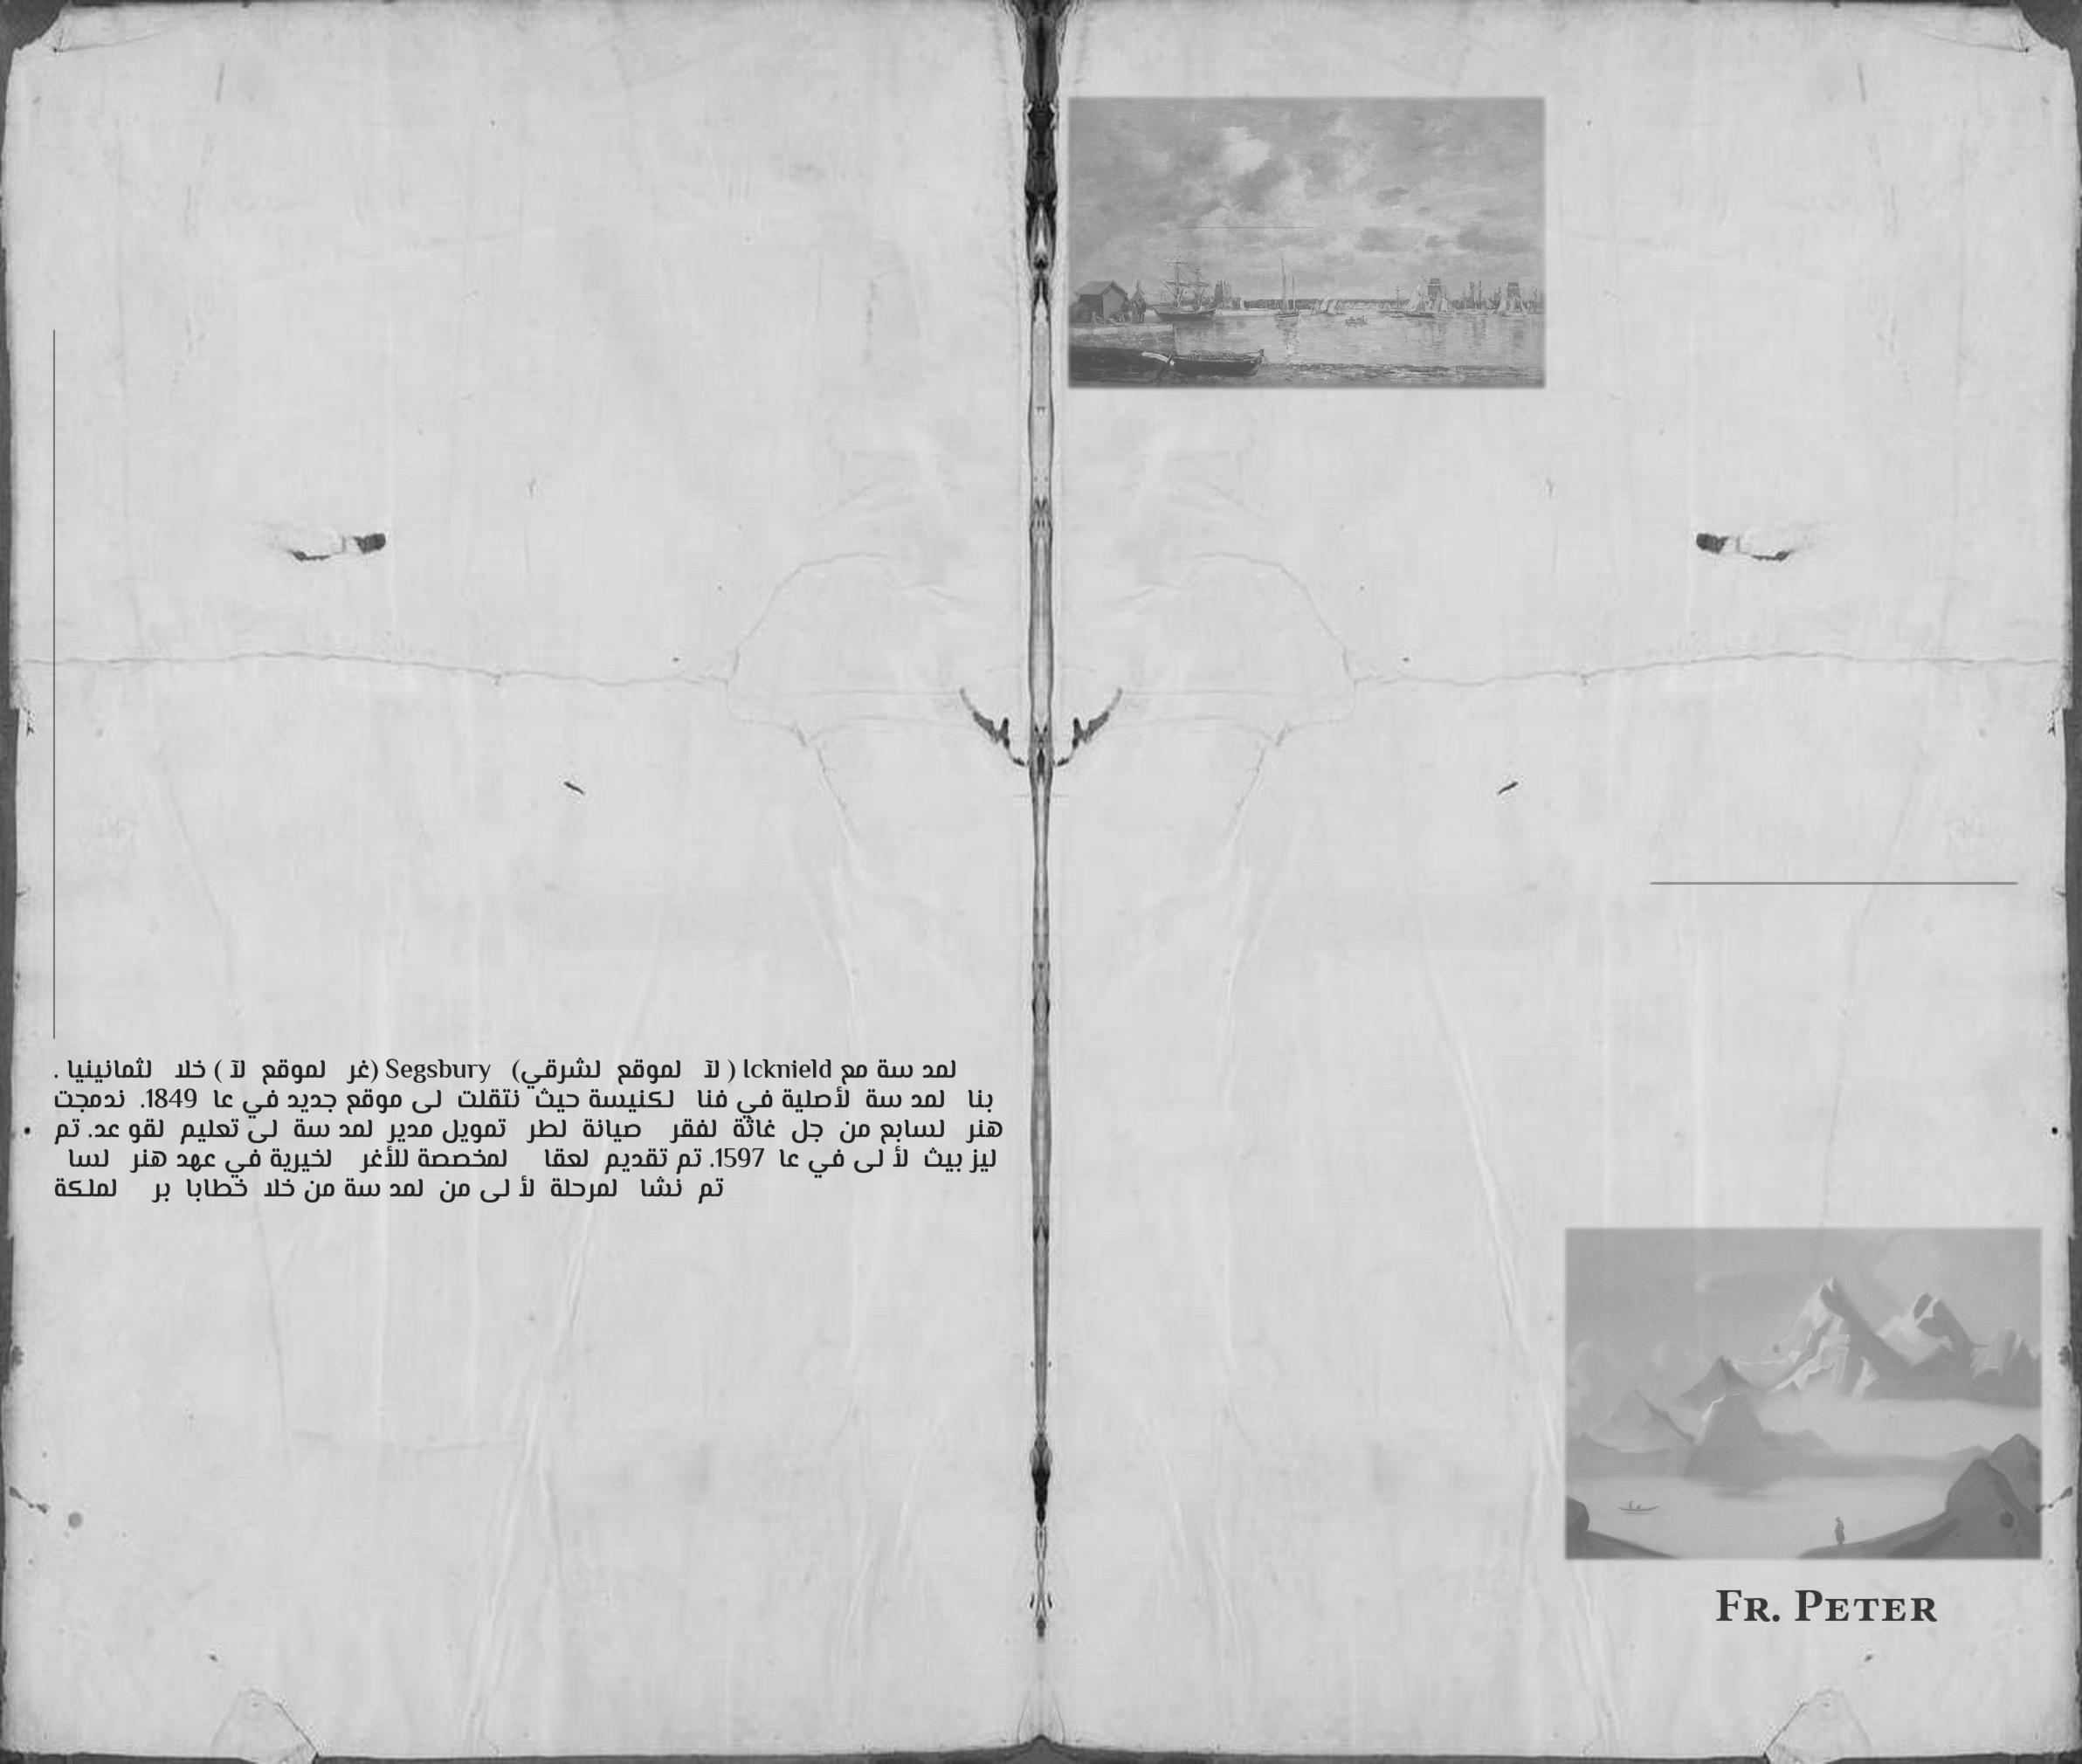 لمد سة مع Icknield ( لآ لموقع لشرقي) Segsbury (غر لموقع لآ ) خلا لثمانينيا .
بنا لمد سة لأصلية في فنا لكنيسة حيث نتقلت لى موقع جديد في عا 1849. ندمجت
هنر لسابع من جل غاثة لفقر صيانة لطر تمويل مدير لمد سة لى تعليم لقو عد. تم
ليز بيث لأ لى في عا 1597. تم تقديم لعقا لمخصصة للأغر لخيرية في عهد هنر لسا
تم نشا لمرحلة لأ لى من لمد سة من خلا خطابا بر لملكة
FR. PETER